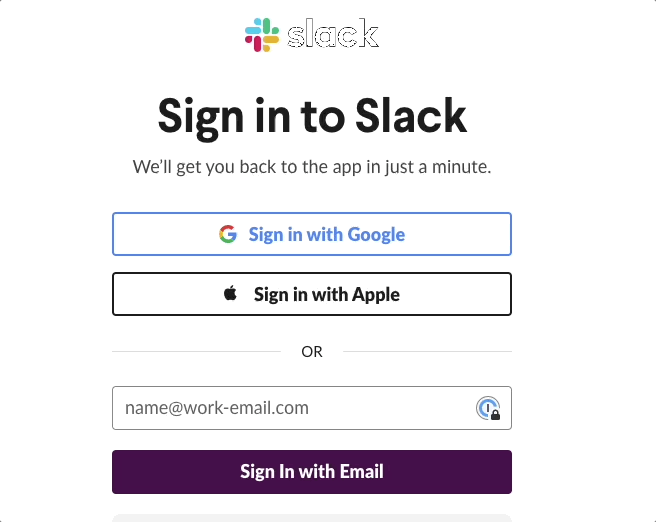 slack
Sign in to Slack
We’ll get you back to the app in just a minute.
Sign in with Google
Sign in with Apple
OR
name@work-email.com
Sign In with Email